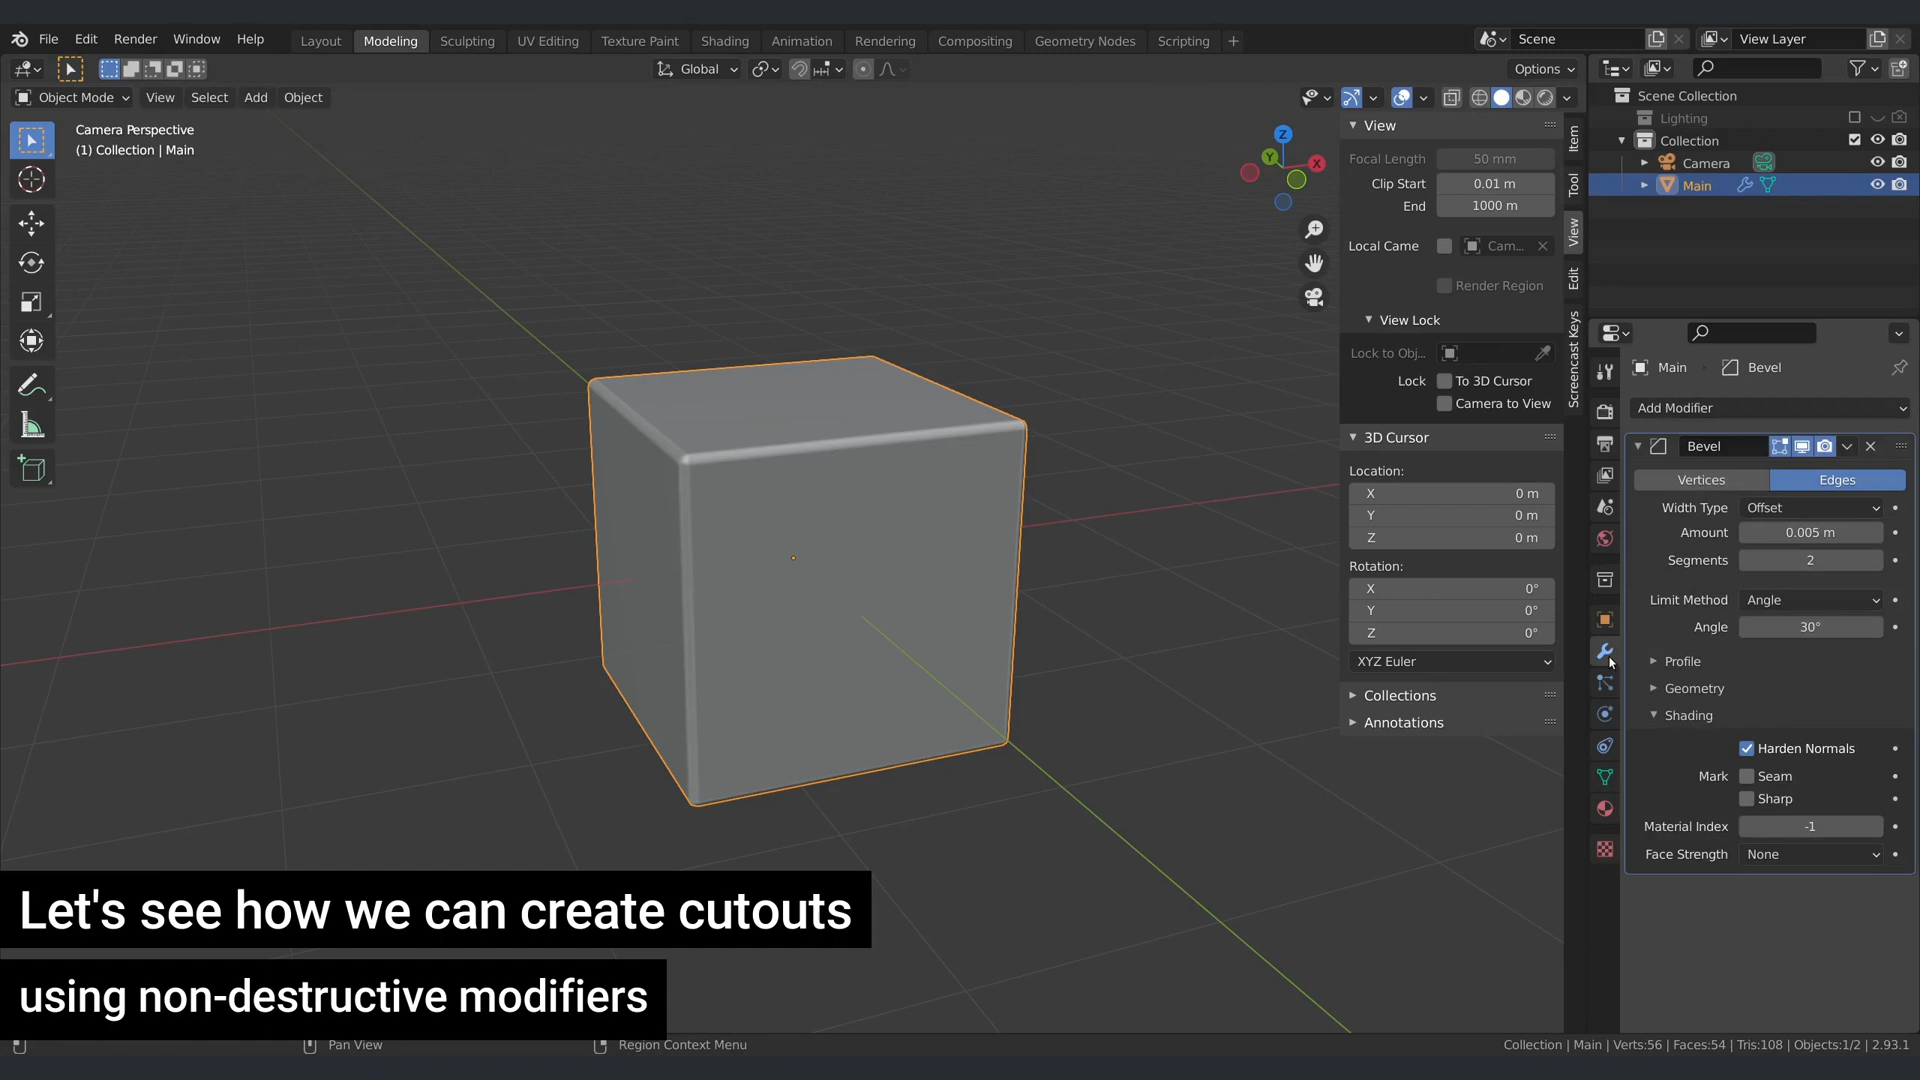 File Edit Render Window Help Layout Modeling Sculpting UV Editing Texture Paint Shading Animation Rendering Compositing Geometry Nodes Scripting + Scene View Layer
Global Options
Object Mode View Select Add Object
Camera Perspective
(1) Collection | Main
Z
Y
X
View
Focal Length 50 mm
Clip Start 0.01 m
End 1000 m
Local Came Cam...
Render Region
View Lock
Lock to Obj...
Lock To 3D Cursor
Camera to View
3D Cursor
Location:
X 0 m
Y 0 m
Z 0 m
Rotation:
X 0°
Y 0°
Z 0°
XYZ Euler
Collections
Annotations
Item
Tool
View
Edit
Screencast Keys
Scene Collection
Lighting
Collection
Camera
Main
Main Bevel
Add Modifier
Bevel
Vertices Edges
Width Type Offset
Amount 0.005 m
Segments 2
Limit Method Angle
Angle 30°
Profile
Geometry
Shading
Harden Normals
Mark Seam
Sharp
Material Index -1
Face Strength None
Let's see how we can create cutouts
using non-destructive modifiers
Pan View Region Context Menu Collection | Main | Verts:56 | Faces:54 | Tris:108 | Objects:1/2 | 2.93.1